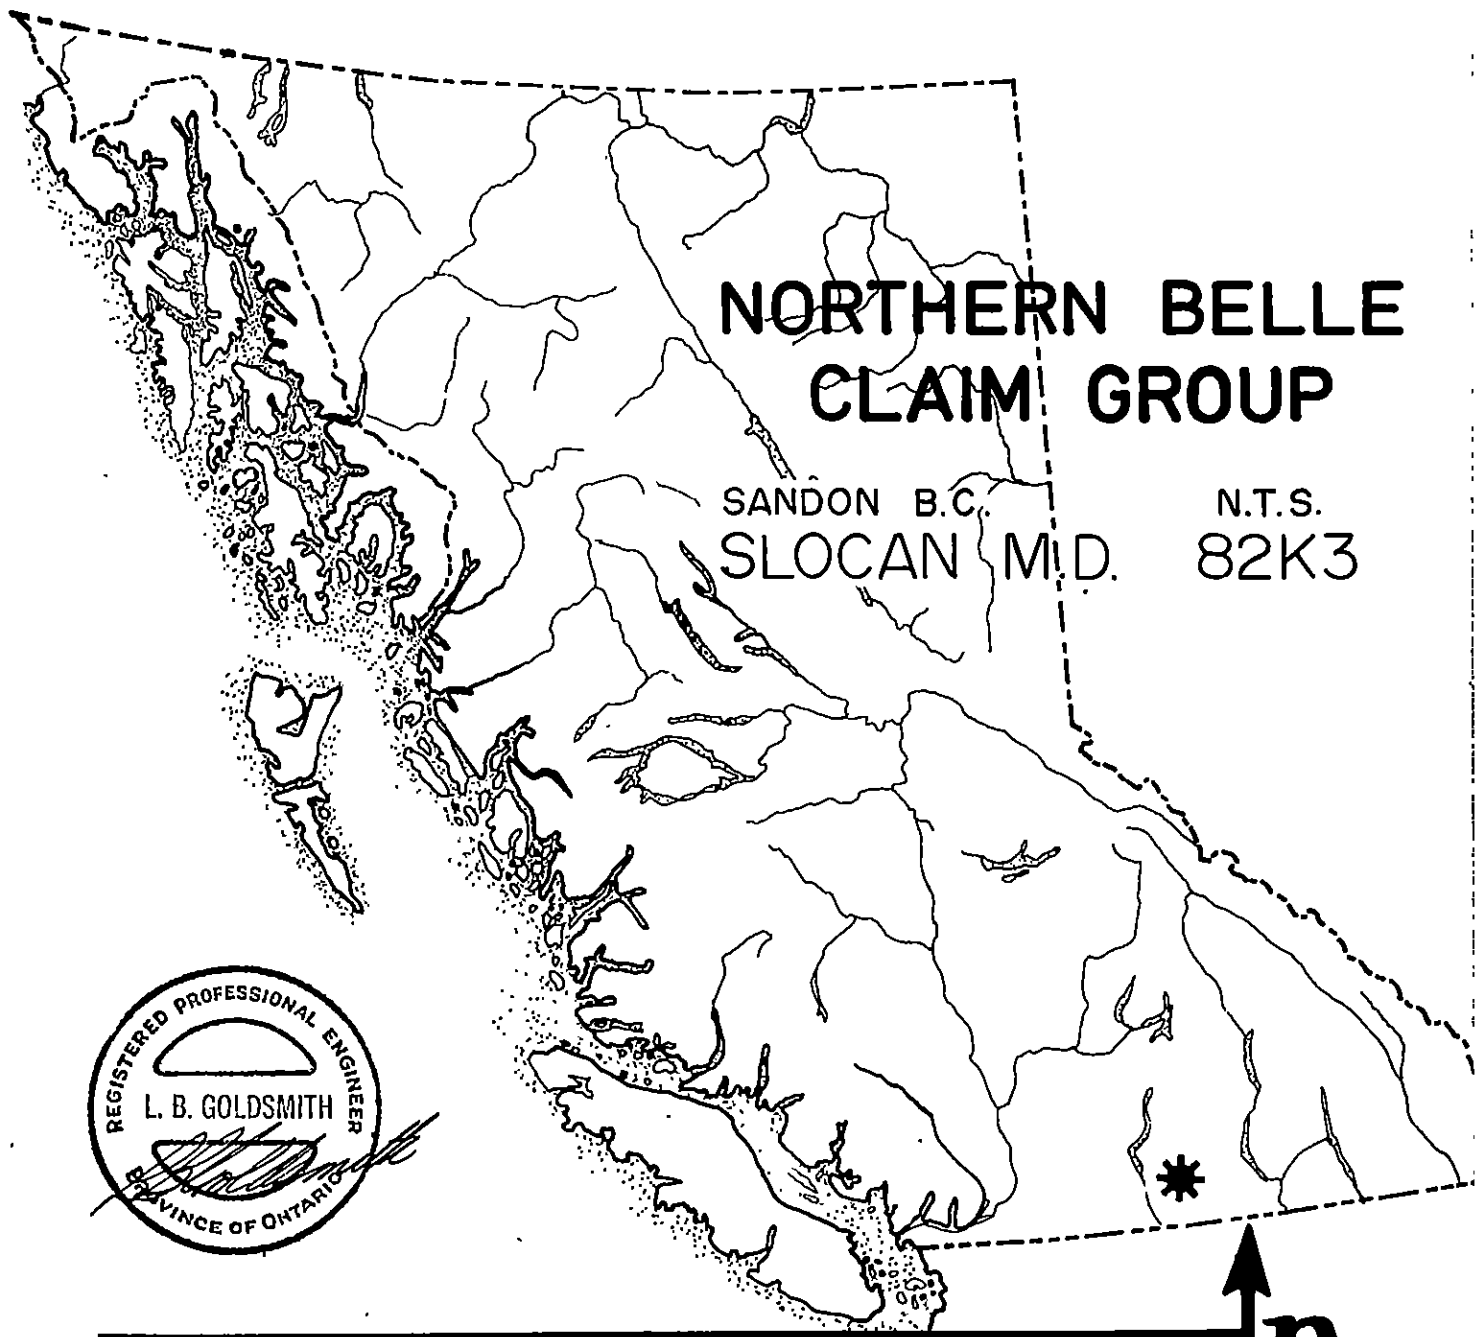 NORTHERN BELLE
CLAIM GROUP
SANDON B.C. N.T.S.
SLOCAN M.D. 82K3
REGISTERED PROFESSIONAL ENGINEER
L. B. GOLDSMITH
PROVINCE OF ONTARIO
n